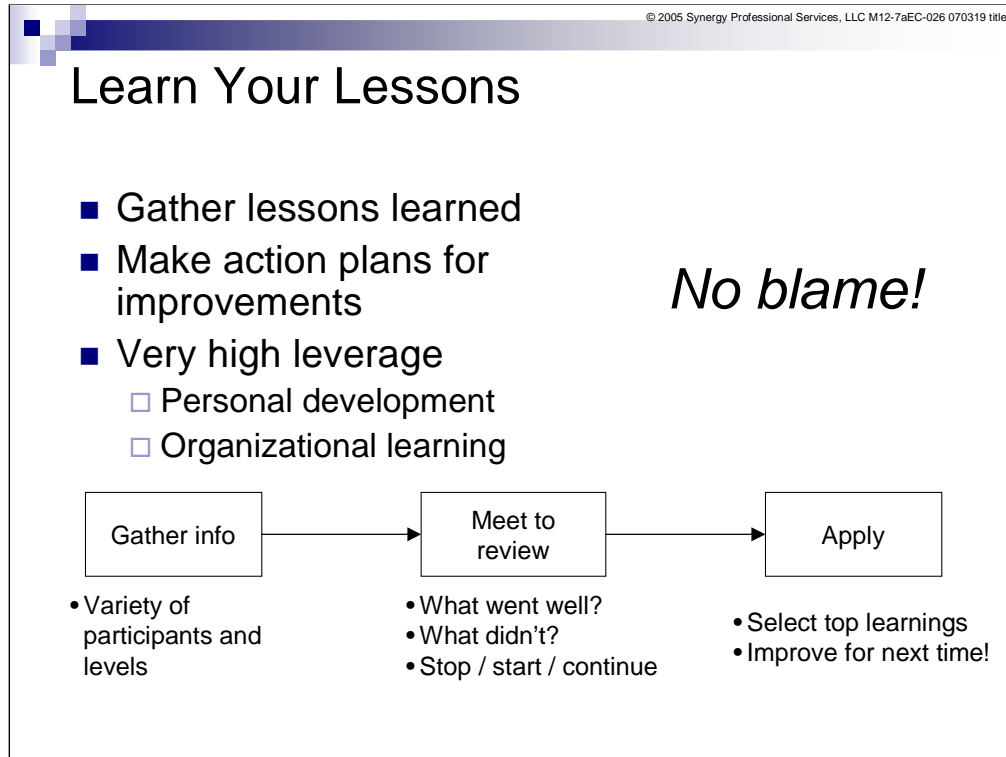 © 2005 Synergy Professional Services, LLC M12-7aEC-026 070319 title
Learn Your Lessons
Gather lessons learned
Make action plans for
improvements
No blame!
Very high leverage
Personal development
Organizational learning
Gather info
Meet to
review
Apply
• Variety of
participants and
levels
• What went well?
• What didn't?
• Stop / start / continue
• Select top learnings
• Improve for next time!